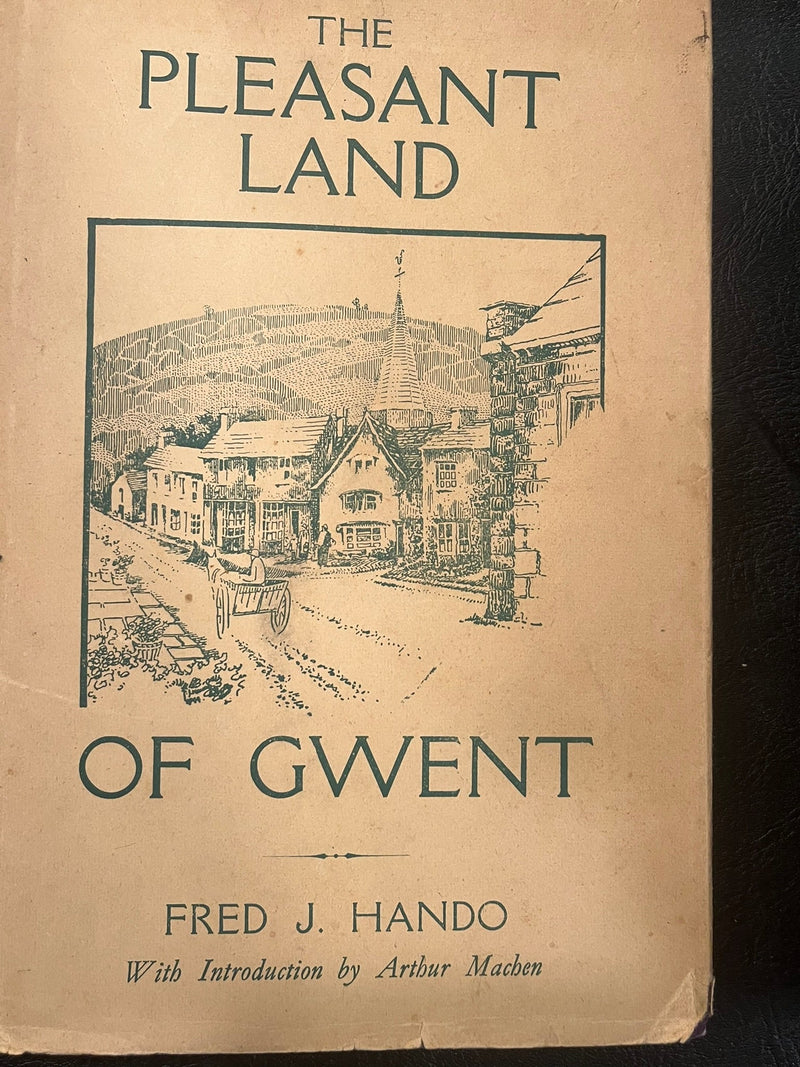 THE
PLEASANT
LAND
OF GWENT
FRED J. HANDO
With Introduction by Arthur Machen